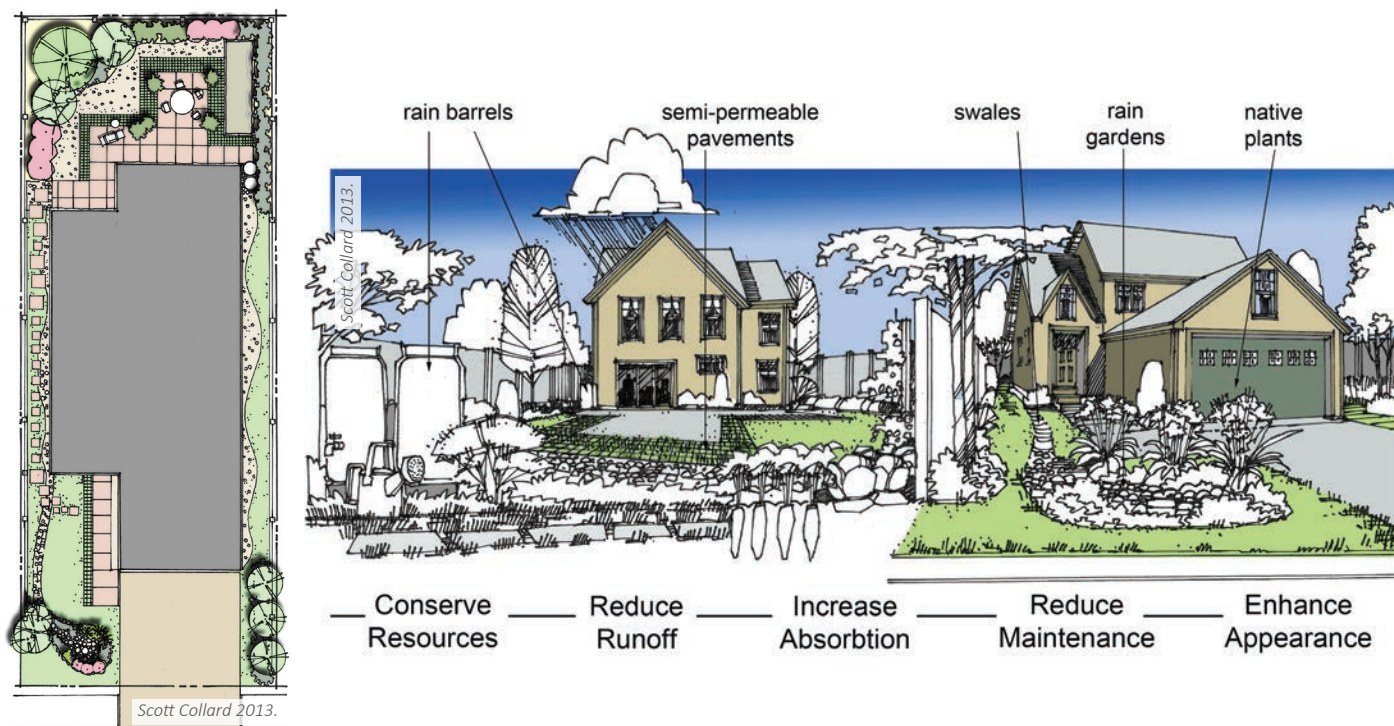 rain barrels
semi-permeable
pavements
swales
rain
gardens
native
plants
Scott Collard 2013.
Conserve
Resources
Reduce
Runoff
Increase
Absorbtion
Reduce
Maintenance
Enhance
Appearance
Scott Collard 2013.